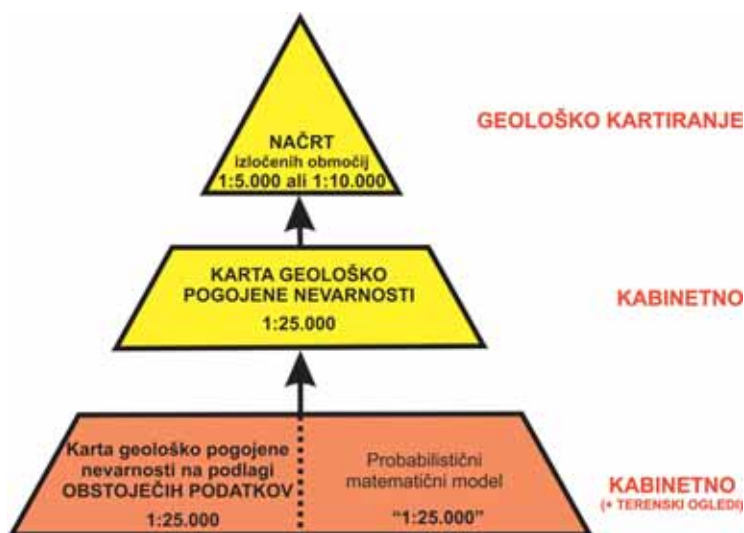 NAČRT
izločenih območij
1:5.000 ali 1:10.000
GEOLOŠKO KARTIRANJE
KARTA GEOLOŠKO
POGOJENE NEVARNOSTI
1:25.000
KABINETNO
Karta geološko pogojene
nevarnosti na podlagi
OBSTOJEČIH PODATKOV
1:25.000
Probabilistični
matematični model
"1:25.000"
KABINETNO
(+ TERENSKI OGLEDI)